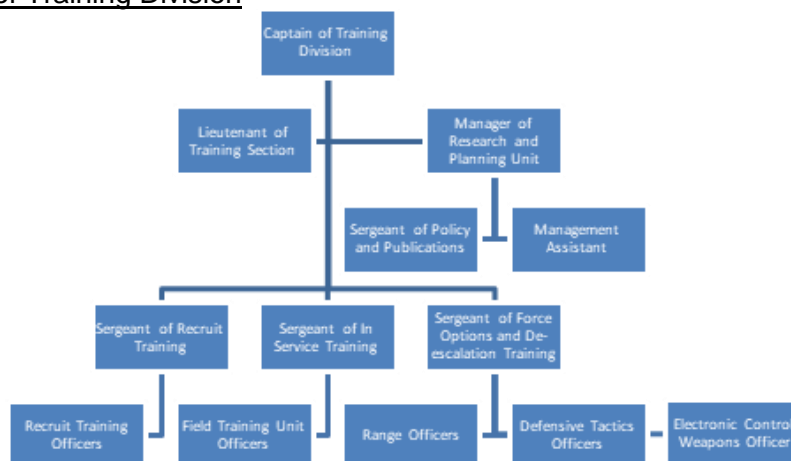 Training Division
Captain of Training
Division
Lieutenant of
Training Section
Manager of
Research and
Planning Unit
Sergeant of Policy
and Publications
Management
Assistant
Sergeant of Recruit
Training
Sergeant of In
Service Training
Sergeant of Force
Options and De-
escalation Training
Recruit Training
Officers
Field Training Unit
Officers
Range Officers
Defensive Tactics
Officers
Electronic Control
Weapons Officer